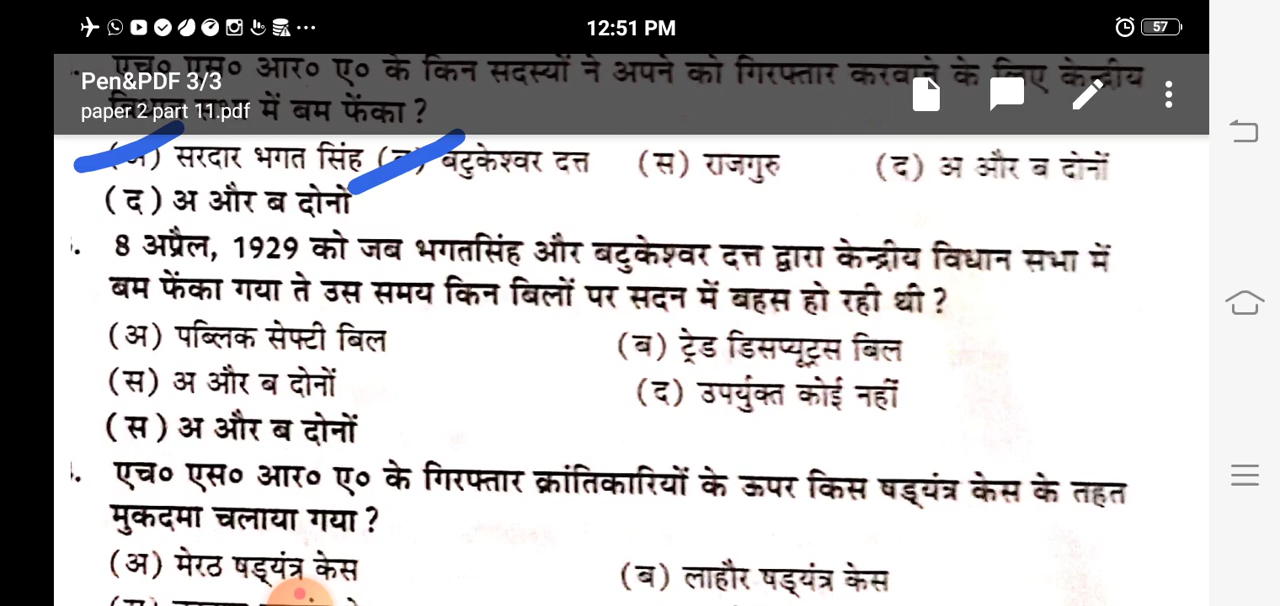 12:51 PM
57
एच० एस० आर० ए० के किन सदस्यों ने अपने को गिरफ्तार करवाने के लिए केन्द्रीय
Pen&PDF 3/3
विधान सभा में बम फेंका ?
paper 2 part 11.pdf
(अ) सरदार भगत सिंह (ब) बटुकेश्वर दत्त (स) राजगुरु (द) अ और ब दोनों
(द) अ और ब दोनों
. 8 अप्रैल, 1929 को जब भगतसिंह और बटुकेश्वर दत्त द्वारा केन्द्रीय विधान सभा में
बम फेंका गया ते उस समय किन बिलों पर सदन में बहस हो रही थी ?
(अ) पब्लिक सेफ्टी बिल (ब) ट्रेड डिसप्यूट्स बिल
(स) अ और ब दोनों (द) उपर्युक्त कोई नहीं
(स) अ और ब दोनों
. एच० एस० आर० ए० के गिरफ्तार क्रांतिकारियों के ऊपर किस षड्यंत्र केस के तहत
मुकदमा चलाया गया ?
(अ) मेरठ षड्यंत्र केस (ब) लाहौर षड्यंत्र केस